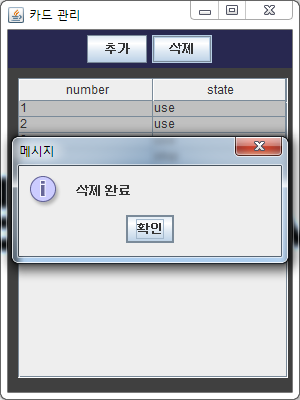 카드 관리
추가 삭제
number state
1 use
2 use
메시지
삭제 완료
확인